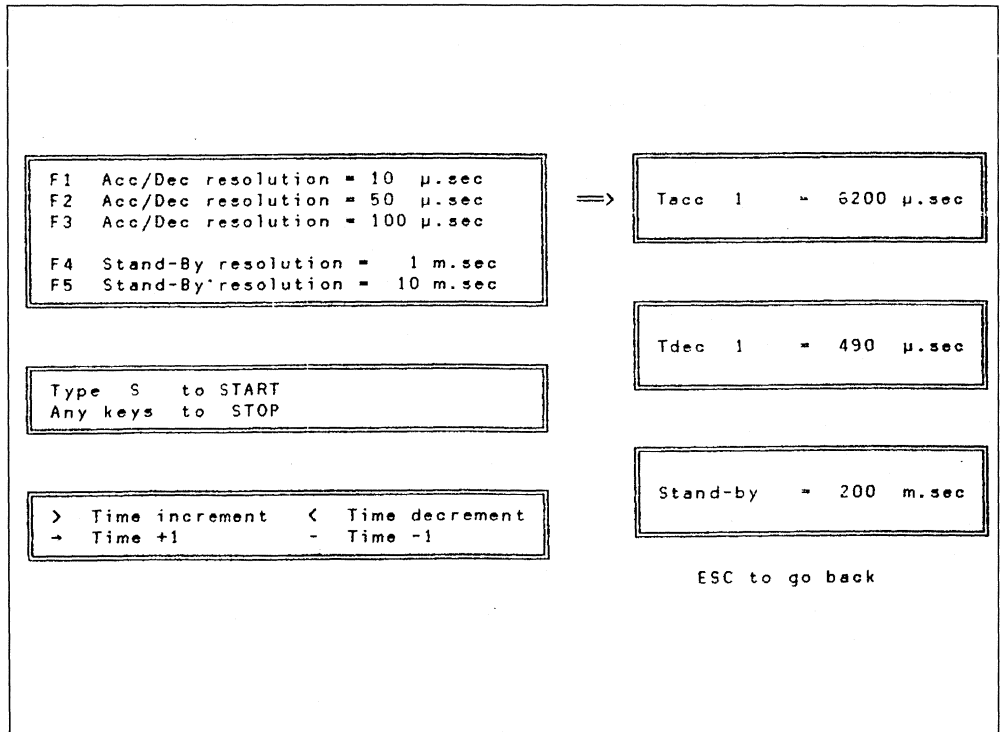 F1 Acc/Dec resolution = 10 µ.sec
F2 Acc/Dec resolution = 50 µ.sec
F3 Acc/Dec resolution = 100 µ.sec
F4 Stand-By resolution = 1 m.sec
F5 Stand-By resolution = 10 m.sec
Type S to START
Any keys to STOP
> Time increment < Time decrement
→ Time +1 - Time -1
⇒ Tacc 1 = 6200 µ.sec
Tdec 1 = 490 µ.sec
Stand-by = 200 m.sec
ESC to go back